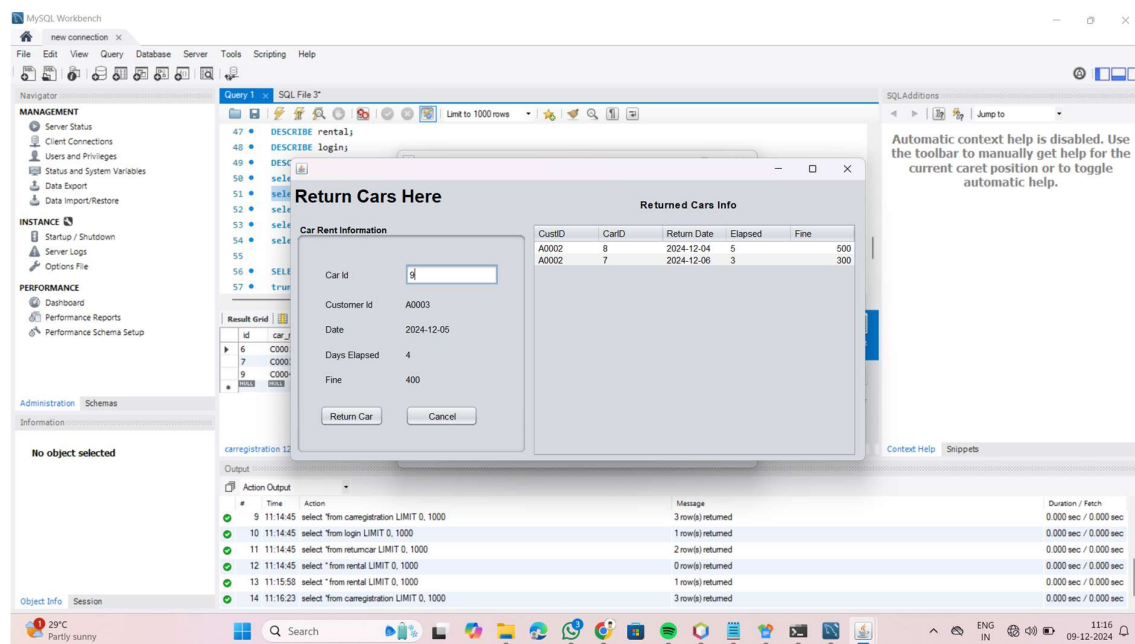 MySQL Workbench
new connection ×
File Edit View Query Database Server Tools Scripting Help
Navigator
MANAGEMENT
Server Status
Client Connections
Users and Privileges
Status and System Variables
Data Export
Data Import/Restore
INSTANCE
Startup / Shutdown
Server Logs
Options File
PERFORMANCE
Dashboard
Performance Reports
Performance Schema Setup
Administration Schemas
Information
No object selected
Object Info Session
Query 1 × SQL File 3*
Limit to 1000 rows
47 DESCRIBE rental;
48 DESCRIBE login;
49 DESC
50 sele
51 sele
52 sele
53 sele
54 sele
55
56 SELE
57 trun
Result Grid
id car_r
6 C000
7 C000
9 C000
NULL NULL
carregistration 12
Return Cars Here
Car Rent Information
Car Id 9
Customer Id A0003
Date 2024-12-05
Days Elapsed 4
Fine 400
Return Car Cancel
Returned Cars Info
CustID CarID Return Date Elapsed Fine
A0002 8 2024-12-04 5 500
A0002 7 2024-12-06 3 300
SQLAdditions
Jump to
Automatic context help is disabled. Use
the toolbar to manually get help for the
current caret position or to toggle
automatic help.
Context Help Snippets
Output
Action Output
# Time Action Message Duration / Fetch
9 11:14:45 select *from carregistration LIMIT 0, 1000 3 row(s) returned 0.000 sec / 0.000 sec
10 11:14:45 select *from login LIMIT 0, 1000 1 row(s) returned 0.000 sec / 0.000 sec
11 11:14:45 select *from returncar LIMIT 0, 1000 2 row(s) returned 0.000 sec / 0.000 sec
12 11:14:45 select * from rental LIMIT 0, 1000 0 row(s) returned 0.000 sec / 0.000 sec
13 11:15:58 select * from rental LIMIT 0, 1000 1 row(s) returned 0.000 sec / 0.000 sec
14 11:16:23 select *from carregistration LIMIT 0, 1000 3 row(s) returned 0.000 sec / 0.000 sec
1
29°C
Partly sunny
Search
3
ENG
IN
11:16
09-12-2024